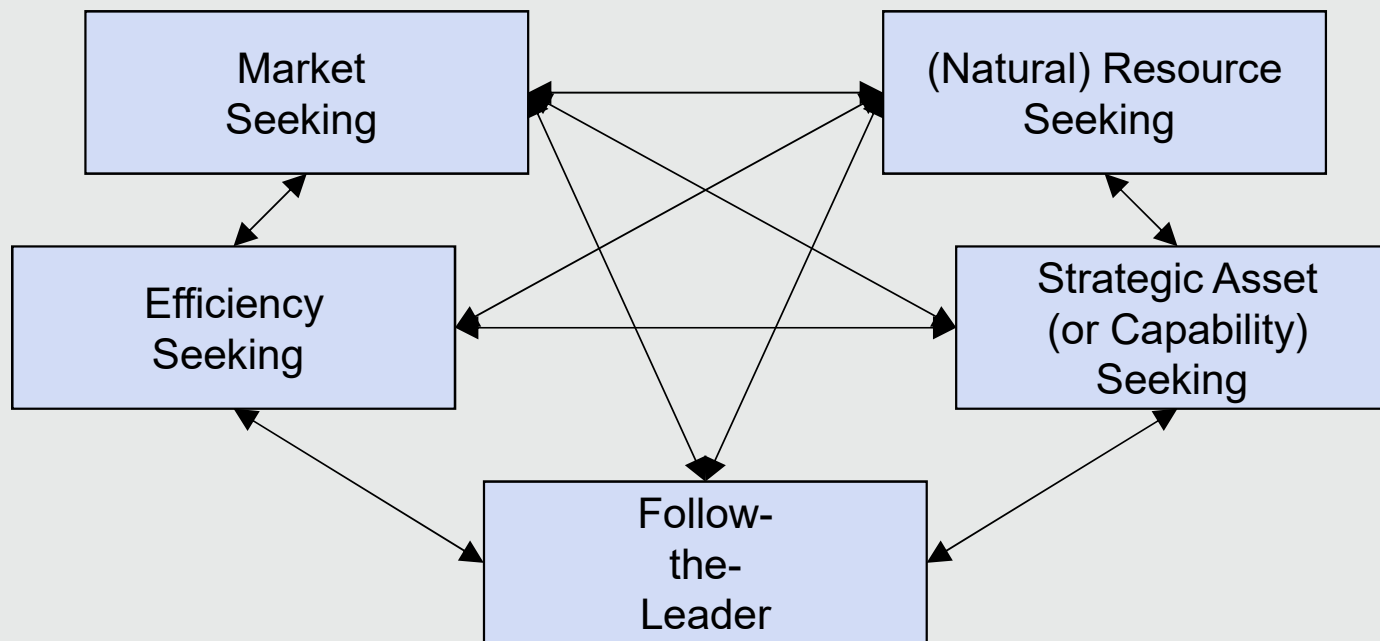 Market
Seeking
(Natural) Resource
Seeking
Efficiency
Seeking
Strategic Asset
(or Capability)
Seeking
Follow-
the-
Leader